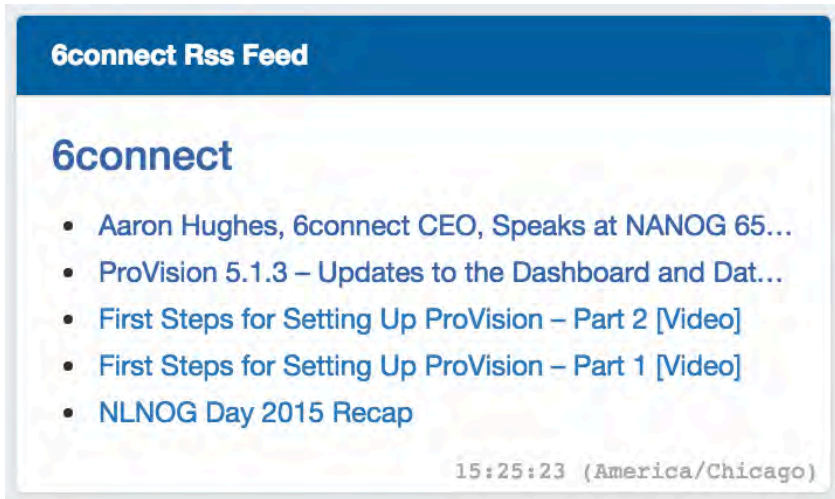 6connect Rss Feed
6connect
• Aaron Hughes, 6connect CEO, Speaks at NANOG 65...
• ProVision 5.1.3 – Updates to the Dashboard and Dat...
• First Steps for Setting Up ProVision – Part 2 [Video]
• First Steps for Setting Up ProVision – Part 1 [Video]
• NLNOG Day 2015 Recap
15:25:23 (America/Chicago)